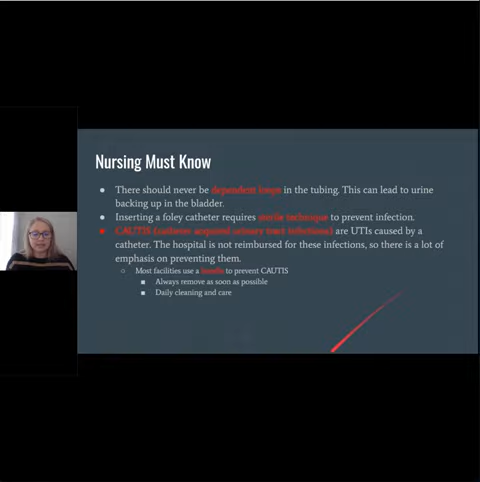 Nursing Must Know
● There should never be dependent loops in the tubing. This can lead to urine
backing up in the bladder.
● Inserting a foley catheter requires sterile technique to prevent infection.
● CAUTIS (catheter acquired urinary tract infections) are UTIs caused by a
catheter. The hospital is not reimbursed for these infections, so there is a lot of
emphasis on preventing them.
○ Most facilities use a bundle to prevent CAUTIS
■ Always remove as soon as possible
■ Daily cleaning and care